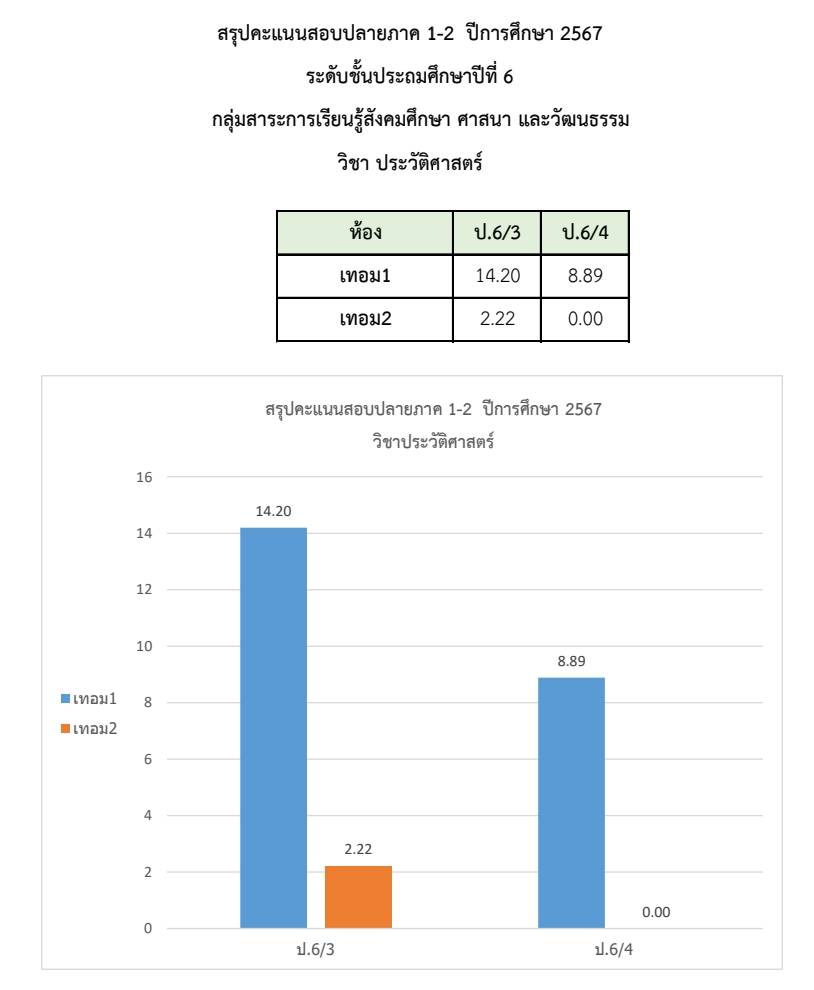 สรุปคะแนนสอบปลายภาค 1-2 ปีการศึกษา 2567
ระดับชั้นประถมศึกษาปีที่ 6
กลุ่มสาระการเรียนรู้สังคมศึกษา ศาสนา และวัฒนธรรม
วิชา ประวัติศาสตร์
ห้อง ป.6/3 ป.6/4
เทอม1 14.20 8.89
เทอม2 2.22 0.00
สรุปคะแนนสอบปลายภาค 1-2 ปีการศึกษา 2567
วิชาประวัติศาสตร์
16
14.20
14
12
10
8.89
เทอม1
8
เทอม2
6
4
2.22
2
0.00
0
ป.6/3 ป.6/4